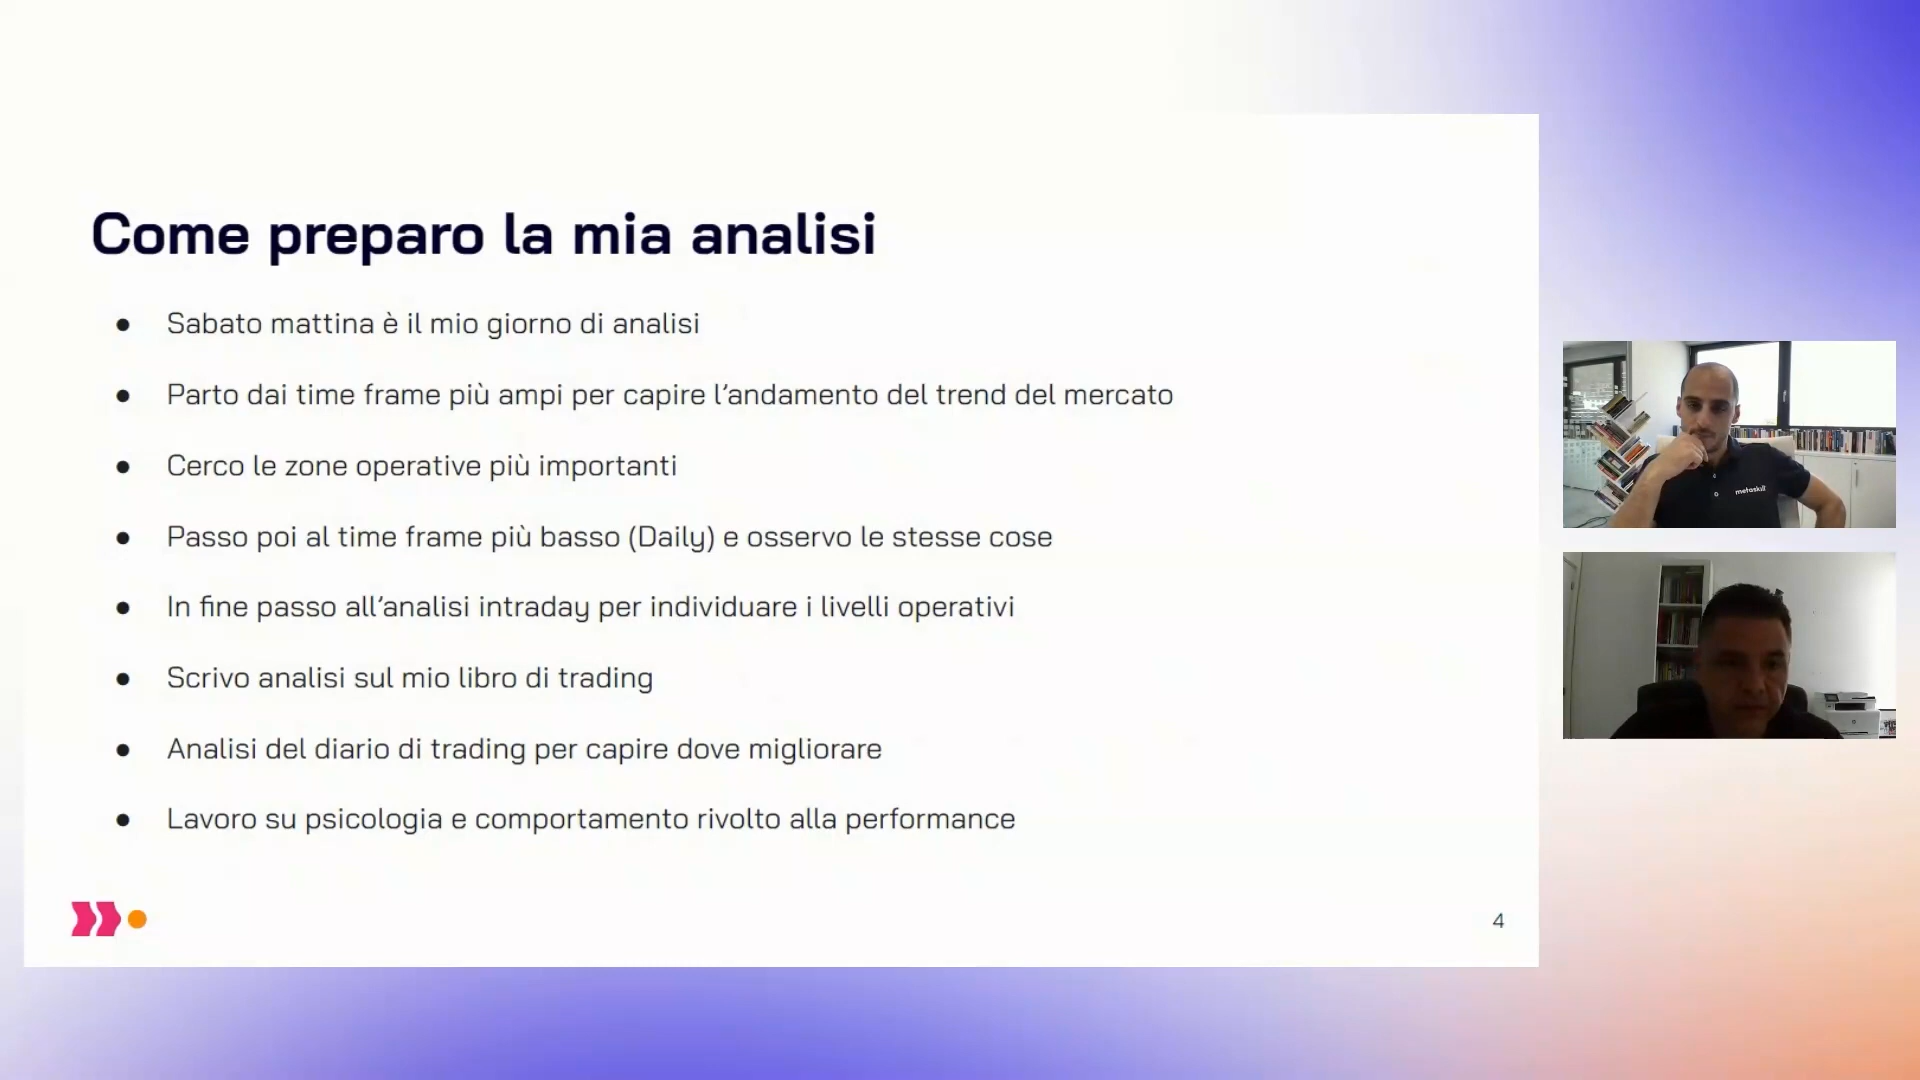 Come preparo la mia analisi
● Sabato mattina è il mio giorno di analisi
● Parto dai time frame più ampi per capire l’andamento del trend del mercato
● Cerco le zone operative più importanti
● Passo poi al time frame più basso (Daily) e osservo le stesse cose
● In fine passo all’analisi intraday per individuare i livelli operativi
● Scrivo analisi sul mio libro di trading
● Analisi del diario di trading per capire dove migliorare
● Lavoro su psicologia e comportamento rivolto alla performance
4
metaskill